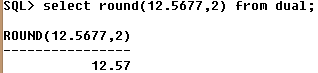 SQL> select round(12.5677,2) from dual;
ROUND(12.5677,2)
----------------
12.57